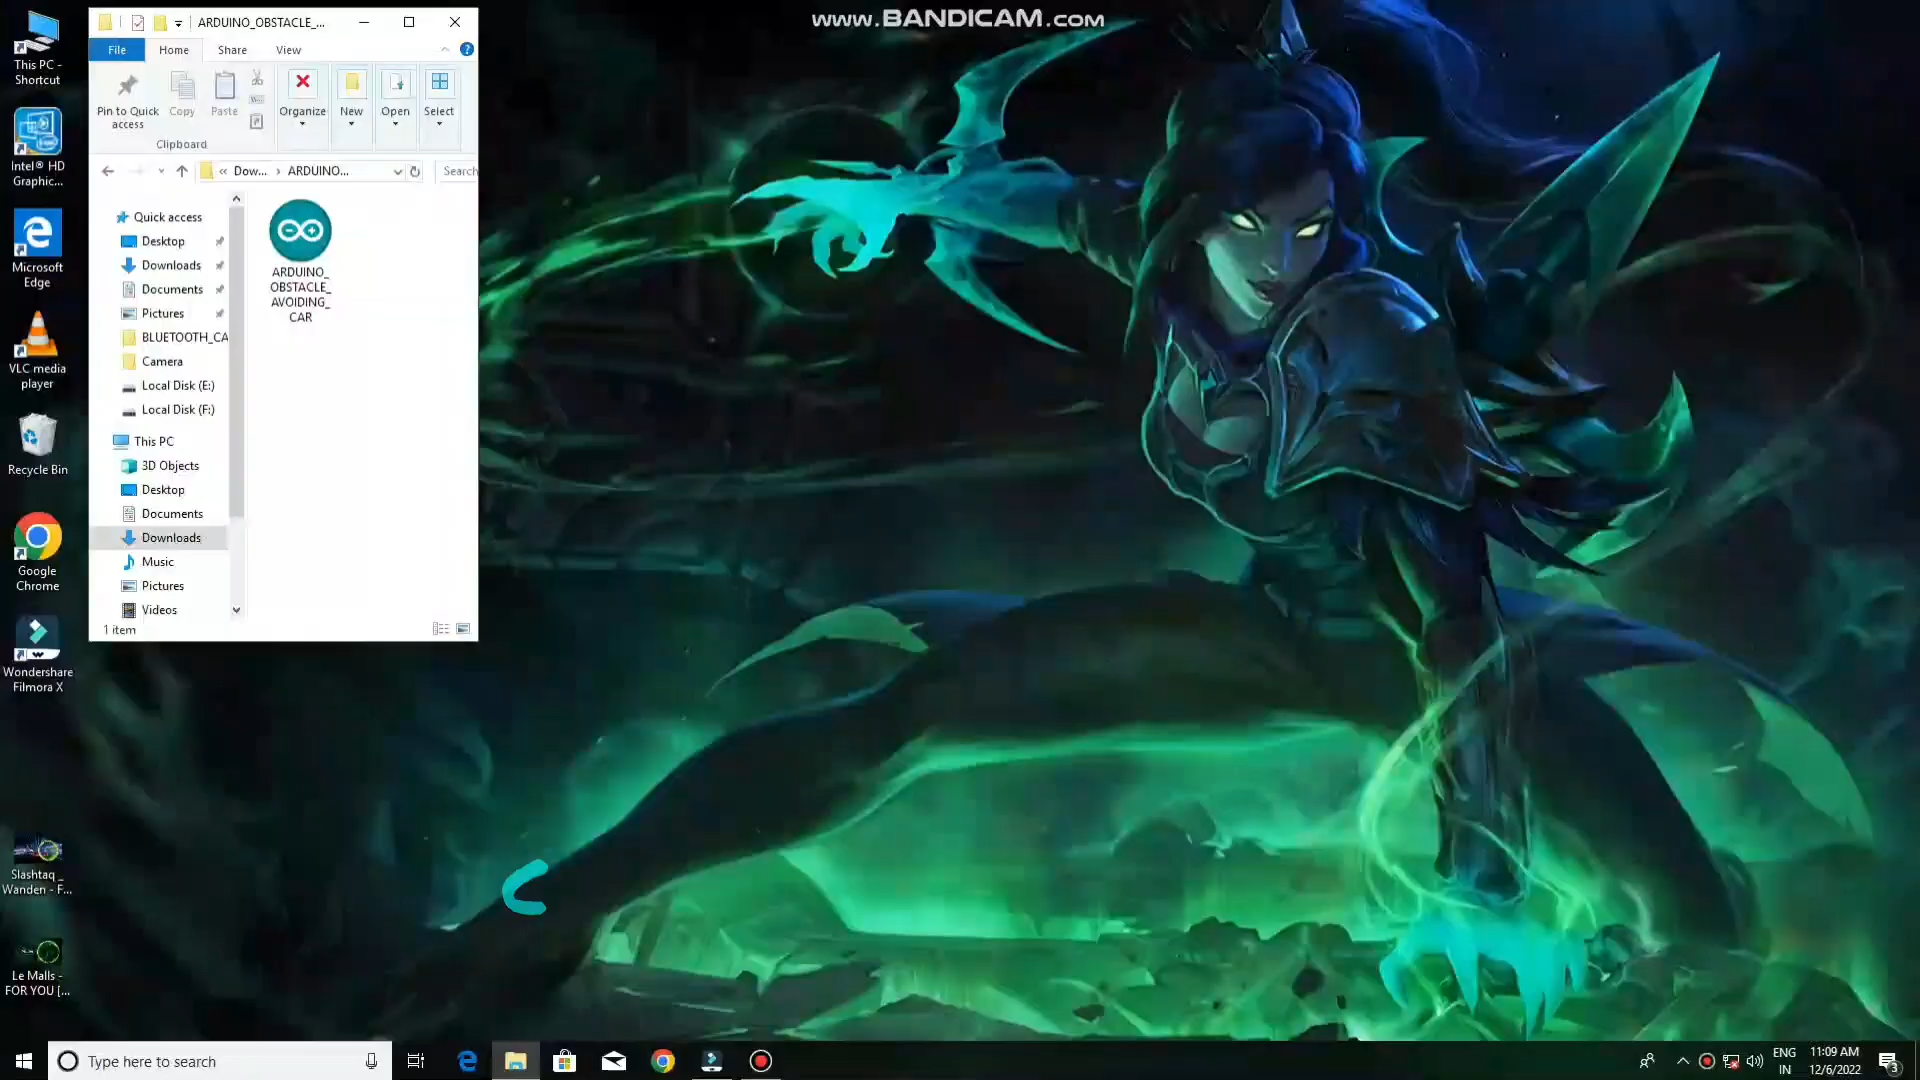 www.BANDICAM.com
ARDUINO_OBSTACLE_...
File
Home
Share
View
Pin to Quick
access
Copy
Paste
Organize
New
Open
Select
Clipboard
« Dow... › ARDUINO...
Search
Quick access
Desktop
Downloads
Documents
Pictures
BLUETOOTH_CA
Camera
Local Disk (E:)
Local Disk (F:)
This PC
3D Objects
Desktop
Documents
Downloads
Music
Pictures
Videos
1 item
ARDUINO_
OBSTACLE_
AVOIDING_
CAR
This PC -
Shortcut
Intel® HD
Graphic...
Microsoft
Edge
VLC media
player
Recycle Bin
Google
Chrome
Wondershare
Filmora X
Slashtaq _
Wanden - F...
Le Malls -
FOR YOU [...
Type here to search
ENG
IN
11:09 AM
12/6/2022
3